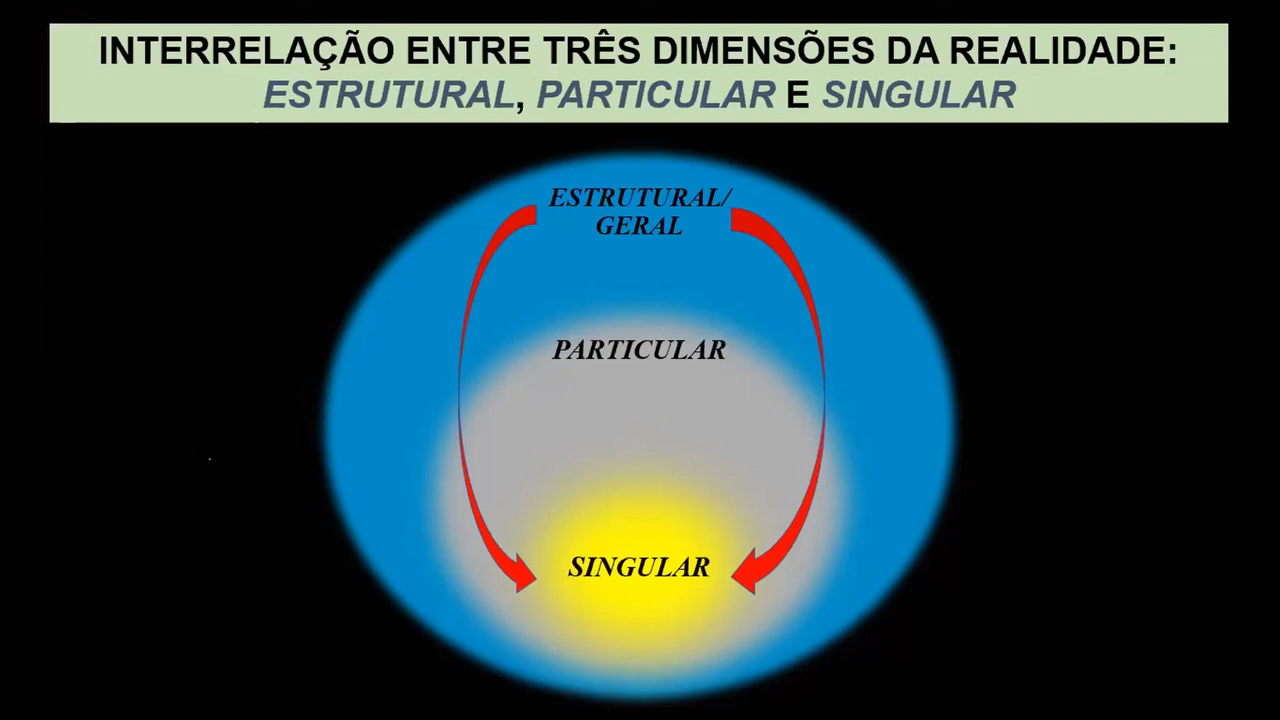 INTERRELAÇÃO ENTRE TRÊS DIMENSÕES DA REALIDADE:
ESTRUTURAL, PARTICULAR E SINGULAR
ESTRUTURAL/
GERAL
PARTICULAR
SINGULAR